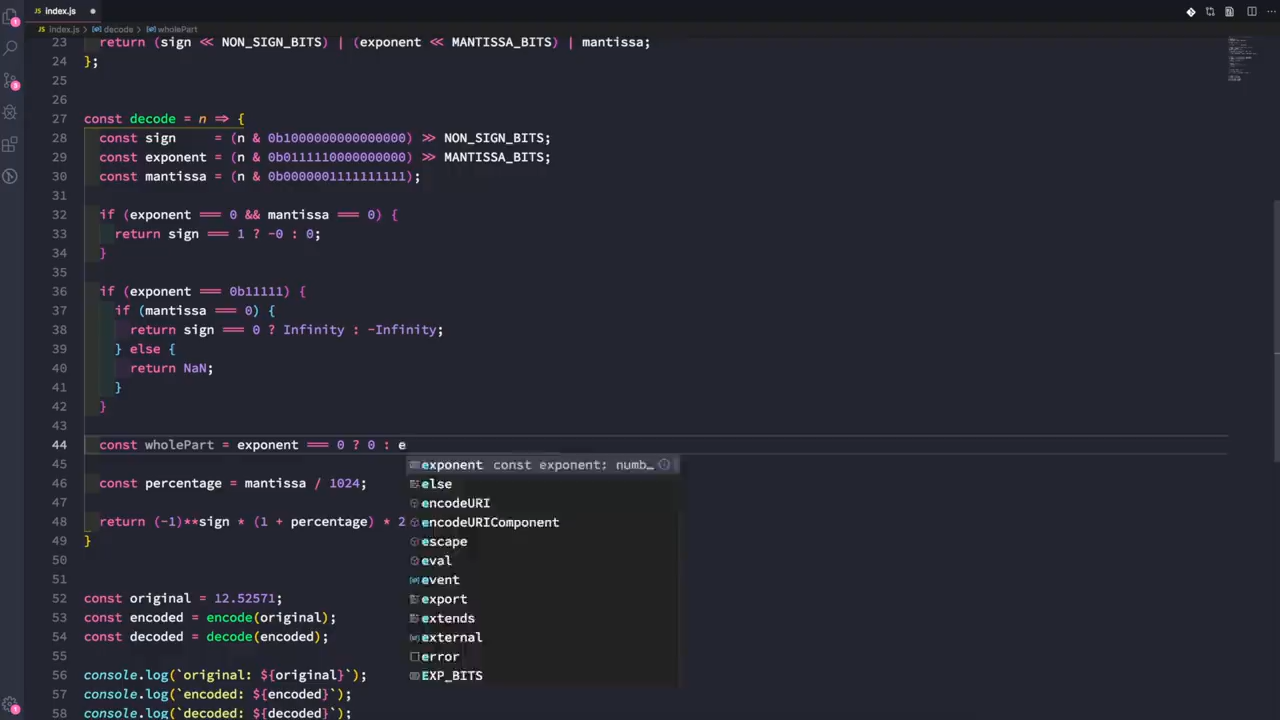 JS index.js
JS index.js > decode > wholePart
23 return (sign << NON_SIGN_BITS) | (exponent << MANTISSA_BITS) | mantissa;
24 };
25
26
27 const decode = n => {
28 const sign = (n & 0b1000000000000000) >> NON_SIGN_BITS;
29 const exponent = (n & 0b0111110000000000) >> MANTISSA_BITS;
30 const mantissa = (n & 0b0000001111111111);
31
32 if (exponent === 0 && mantissa === 0) {
33 return sign === 1 ? -0 : 0;
34 }
35
36 if (exponent === 0b11111) {
37 if (mantissa === 0) {
38 return sign === 0 ? Infinity : -Infinity;
39 } else {
40 return NaN;
41 }
42 }
43
44 const wholePart = exponent === 0 ? 0 : e
45 exponent const exponent: numb…
else
46 const percentage = mantissa / 1024;
47 encodeURI
encodeURIComponent
48 return (-1)**sign * (1 + percentage) * 2
49 } escape
50 eval
51 event
52 const original = 12.52571; export
53 const encoded = encode(original); extends
54 const decoded = decode(encoded); external
55 error
56 console.log(`original: ${original}`); EXP_BITS
57 console.log(`encoded: ${encoded}`);
58 console.log(`decoded: ${decoded}`);